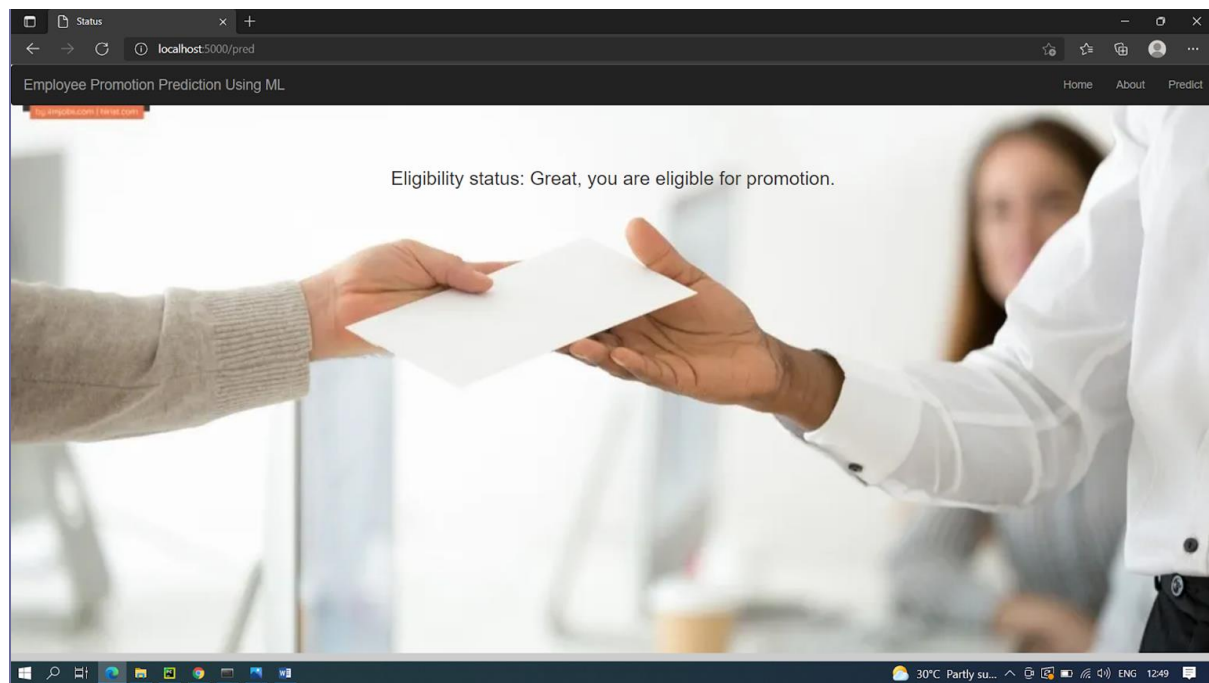 Status
localhost:5000/pred
Employee Promotion Prediction Using ML
Home About Predict
Eligibility status: Great, you are eligible for promotion.
30°C Partly su... ENG 12:49